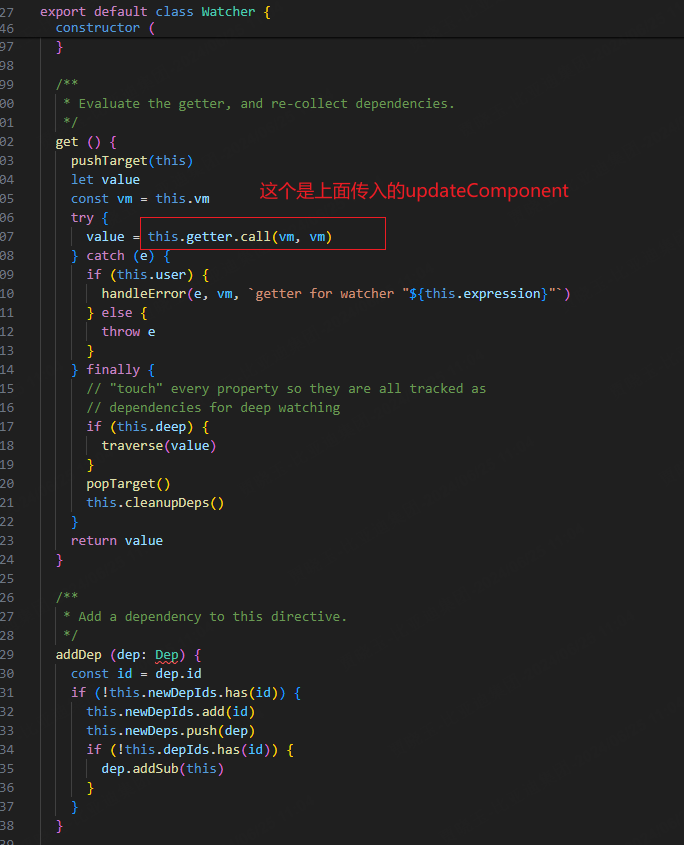 27 export default class Watcher {
46 constructor (
97 }
98
99 /**
00 * Evaluate the getter, and re-collect dependencies.
01 */
02 get () {
03 pushTarget(this)
04 let value
这个是上面传入的updateComponent
05 const vm = this.vm
06 try {
07 value = this.getter.call(vm, vm)
08 } catch (e) {
09 if (this.user) {
10 handleError(e, vm, `getter for watcher "${this.expression}"`)
11 } else {
12 throw e
13 }
14 } finally {
15 // "touch" every property so they are all tracked as
16 // dependencies for deep watching
17 if (this.deep) {
18 traverse(value)
19 }
20 popTarget()
21 this.cleanupDeps()
22 }
23 return value
24 }
25
26 /**
27 * Add a dependency to this directive.
28 */
29 addDep (dep: Dep) {
30 const id = dep.id
31 if (!this.newDepIds.has(id)) {
32 this.newDepIds.add(id)
33 this.newDeps.push(dep)
34 if (!this.depIds.has(id)) {
35 dep.addSub(this)
36 }
37 }
38 }
39